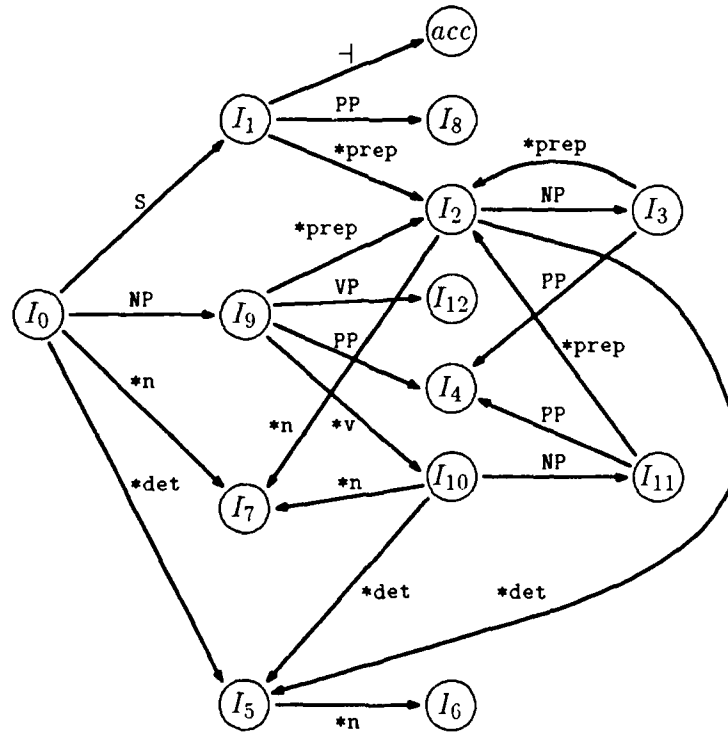 acc
⊣
I₁
PP
I₈
*prep
*prep
S
I₂
NP
I₃
*prep
VP
PP
I₀
NP
I₉
I₁₂
PP
*prep
*n
I₄
PP
*n
*v
*det
I₇
*n
I₁₀
NP
I₁₁
*det
*det
I₅
*n
I₆